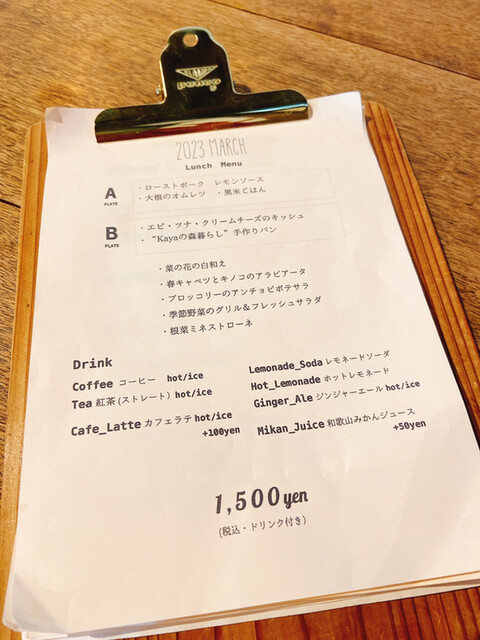 penco
2023 MARCH
Lunch Menu
A PLATE
・ローストポーク レモンソース
・大根のオムレツ ・黒米ごはん
B PLATE
・エビ・ツナ・クリームチーズのキッシュ
・“Kayaの森暮らし”手作りパン
・菜の花の白和え
・春キャベツとキノコのアラビアータ
・ブロッコリーのアンチョビポテサラ
・季節野菜のグリル&フレッシュサラダ
・根菜ミネストローネ
Drink
Coffee コーヒー hot/ice
Tea 紅茶(ストレート) hot/ice
Cafe_Latte カフェラテ hot/ice
+100yen
Lemonade_Soda レモネードソーダ
Hot_Lemonade ホットレモネード
Ginger_Ale ジンジャーエール hot/ice
Mikan_Juice 和歌山みかんジュース
+50yen
1,500yen
(税込・ドリンク付き)